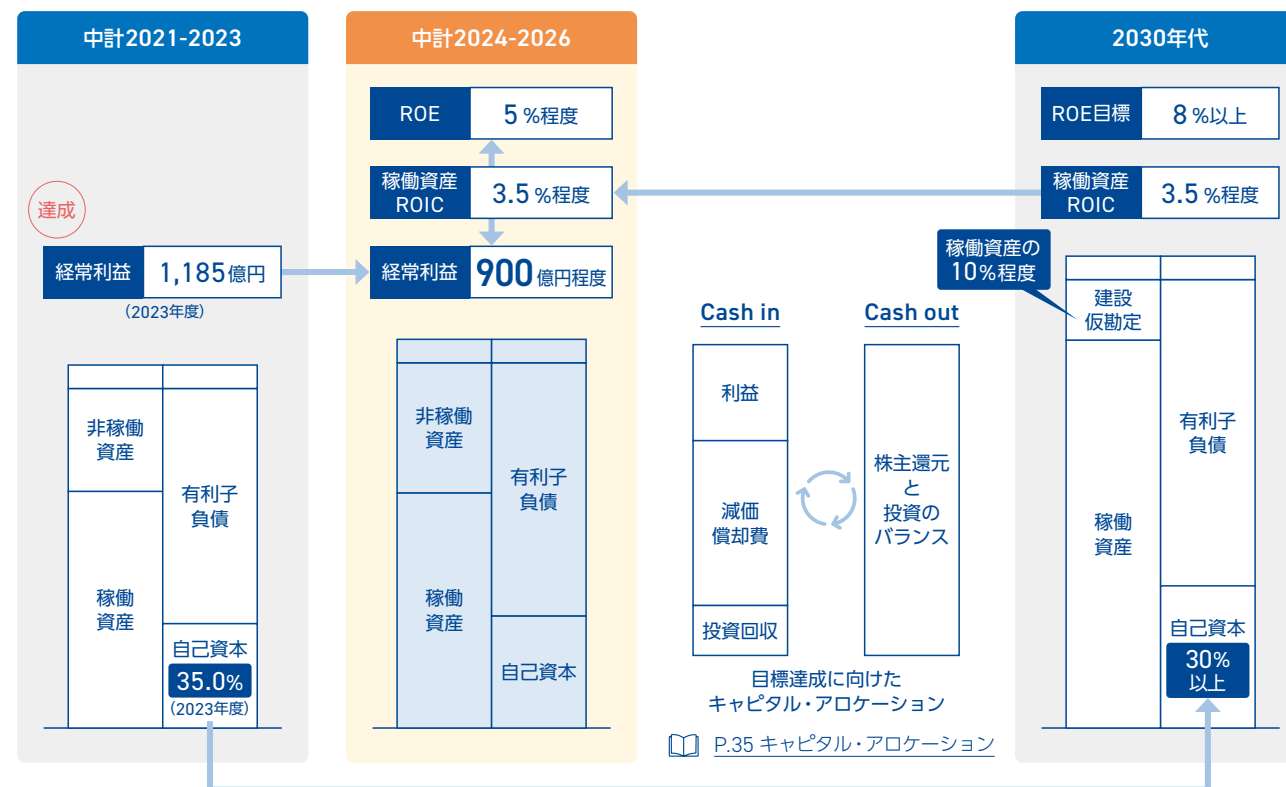 中計2021-2023
達成
経常利益 1,185億円
(2023年度)
非稼働
資産
稼働
資産
有利子
負債
自己資本
35.0%
(2023年度)
中計2024-2026
ROE 5%程度
稼働資産
ROIC
3.5%程度
経常利益 900億円程度
非稼働
資産
稼働
資産
有利子
負債
自己資本
Cash in
利益
減価
償却費
投資回収
Cash out
株主還元
と
投資の
バランス
目標達成に向けた
キャピタル・アロケーション
P.35 キャピタル・アロケーション
2030年代
ROE目標 8%以上
稼働資産
ROIC
3.5%程度
稼働資産の
10%程度
建設
仮勘定
稼働
資産
有利子
負債
自己資本
30%
以上